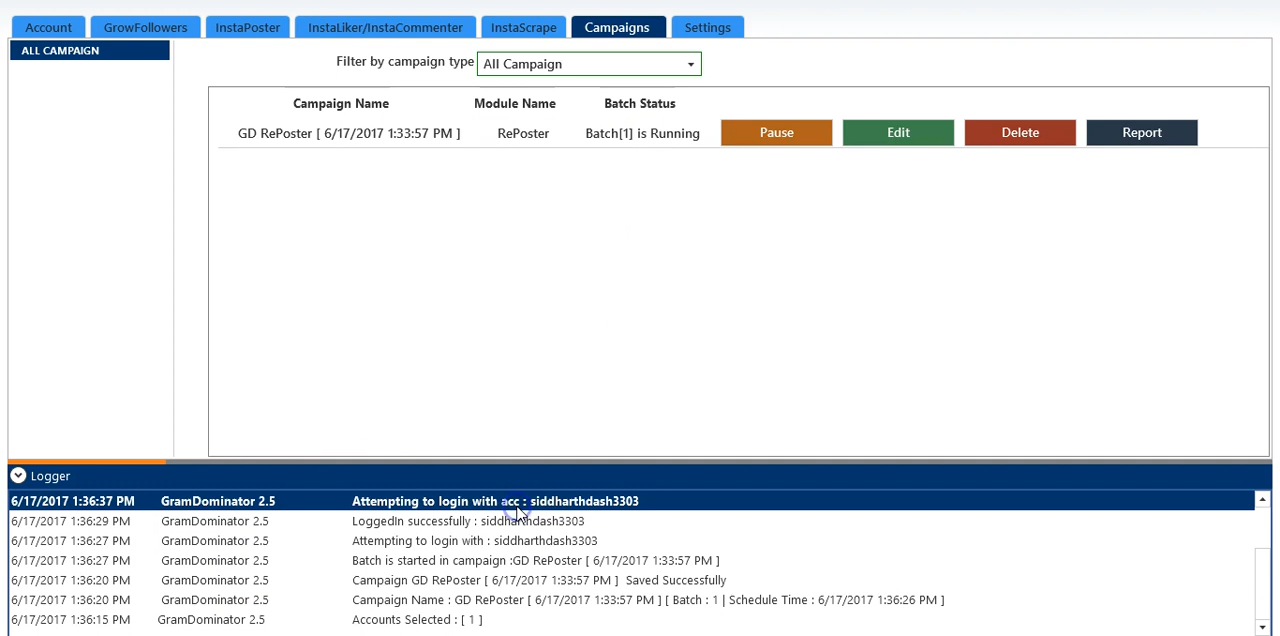 Account GrowFollowers InstaPoster InstaLiker/InstaCommenter InstaScrape Campaigns Settings
ALL CAMPAIGN
Filter by campaign type All Campaign
Campaign Name Module Name Batch Status
GD RePoster [ 6/17/2017 1:33:57 PM ] RePoster Batch[1] is Running Pause Edit Delete Report
Logger
6/17/2017 1:36:37 PM GramDominator 2.5 Attempting to login with acc : siddharthdash3303
6/17/2017 1:36:29 PM GramDominator 2.5 LoggedIn successfully : siddharthdash3303
6/17/2017 1:36:27 PM GramDominator 2.5 Attempting to login with : siddharthdash3303
6/17/2017 1:36:27 PM GramDominator 2.5 Batch is started in campaign :GD RePoster [ 6/17/2017 1:33:57 PM ]
6/17/2017 1:36:20 PM GramDominator 2.5 Campaign GD RePoster [ 6/17/2017 1:33:57 PM ] Saved Successfully
6/17/2017 1:36:20 PM GramDominator 2.5 Campaign Name : GD RePoster [ 6/17/2017 1:33:57 PM ] [ Batch : 1 | Schedule Time : 6/17/2017 1:36:26 PM ]
6/17/2017 1:36:15 PM GramDominator 2.5 Accounts Selected : [ 1 ]